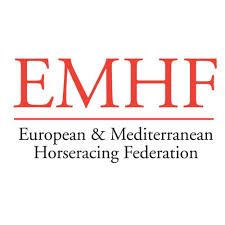 EMHF
European & Mediterranean
Horseracing Federation